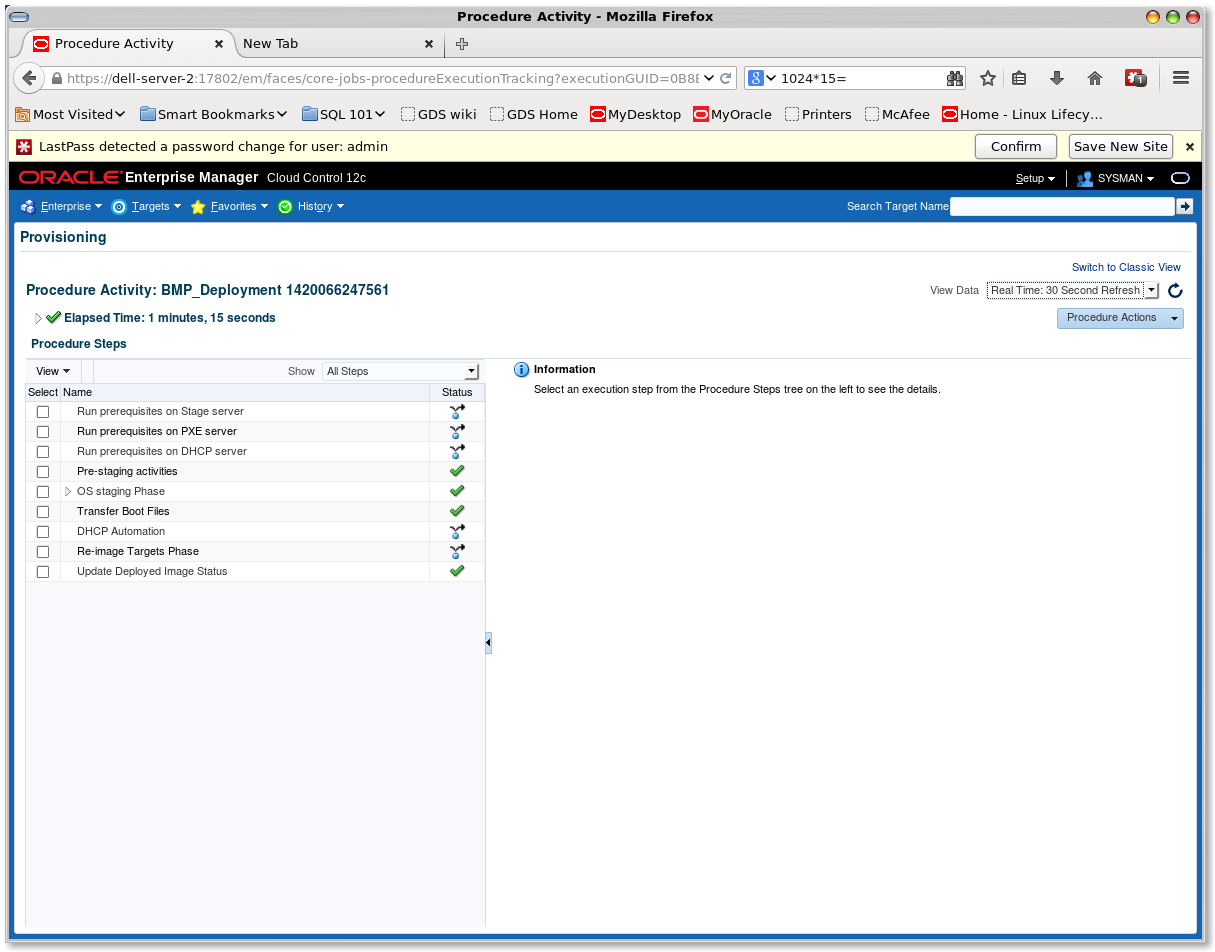 Procedure Activity - Mozilla Firefox
Procedure Activity
New Tab
https://dell-server-2:17802/em/faces/core-jobs-procedureExecutionTracking?executionGUID=0B8E
8
1024*15=
1
Most Visited
Smart Bookmarks
SQL 101
GDS wiki
GDS Home
MyDesktop
MyOracle
Printers
McAfee
Home - Linux Lifecy...
LastPass detected a password change for user: admin
Confirm
Save New Site
ORACLE Enterprise Manager Cloud Control 12c
Setup
SYSMAN
Enterprise
Targets
Favorites
History
Search Target Name
Provisioning
Switch to Classic View
Procedure Activity: BMP_Deployment 1420066247561
View Data
Real Time: 30 Second Refresh
Elapsed Time: 1 minutes, 15 seconds
Procedure Actions
Procedure Steps
View
Show
All Steps
Information
Select an execution step from the Procedure Steps tree on the left to see the details.
Select Name Status
Run prerequisites on Stage server
Run prerequisites on PXE server
Run prerequisites on DHCP server
Pre-staging activities
OS staging Phase
Transfer Boot Files
DHCP Automation
Re-image Targets Phase
Update Deployed Image Status